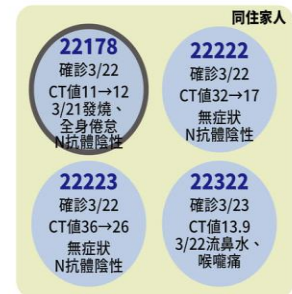 同住家人
22178
確診3/22
CT值11→12
3/21發燒、
全身倦怠
N抗體陰性
22222
確診3/22
CT值32→17
無症狀
N抗體陰性
22223
確診3/22
CT值36→26
無症狀
N抗體陰性
22322
確診3/23
CT值13.9
3/22流鼻水、
喉嚨痛